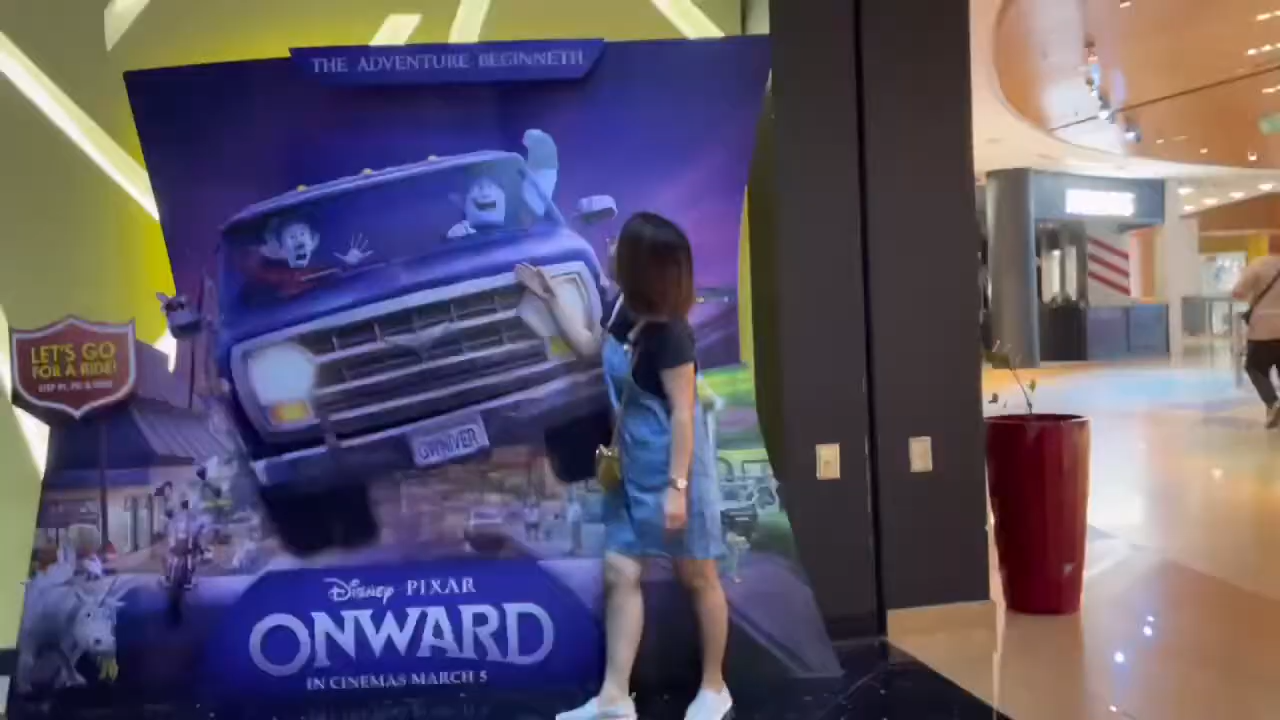 THE ADVENTURE BEGINNETH
LET'S GO
FOR A RIDE!
GWNIVER
Disney PIXAR
ONWARD
IN CINEMAS MARCH 5